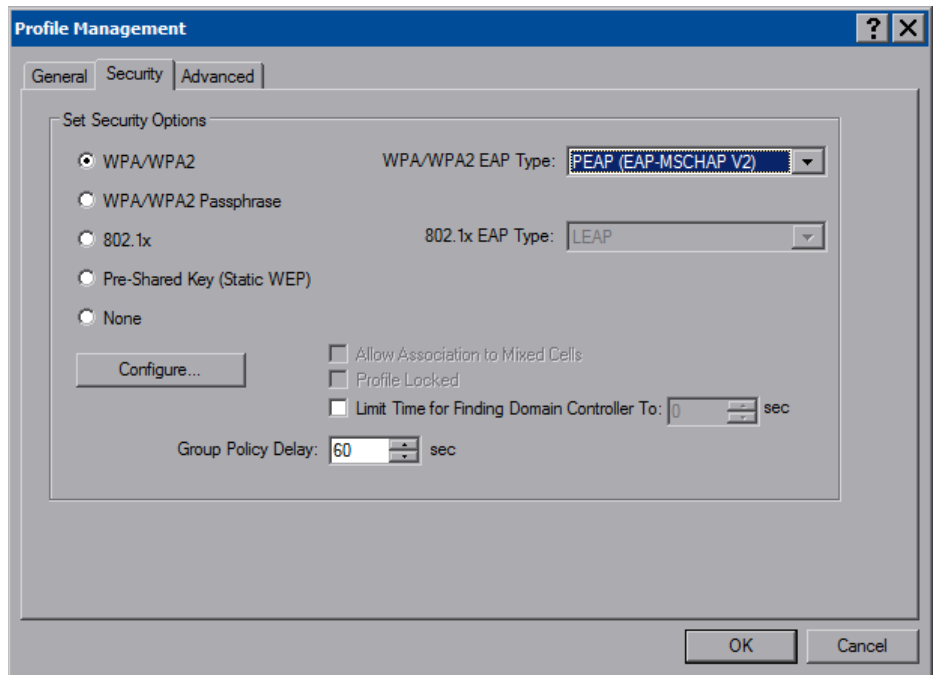 Profile Management
General Security Advanced
Set Security Options
WPA/WPA2 WPA/WPA2 EAP Type: PEAP (EAP-MSCHAP V2)
WPA/WPA2 Passphrase
802.1x 802.1x EAP Type: LEAP
Pre-Shared Key (Static WEP)
None
Configure... Allow Association to Mixed Cells
Profile Locked
Limit Time for Finding Domain Controller To: 0 sec
Group Policy Delay: 60 sec
OK Cancel